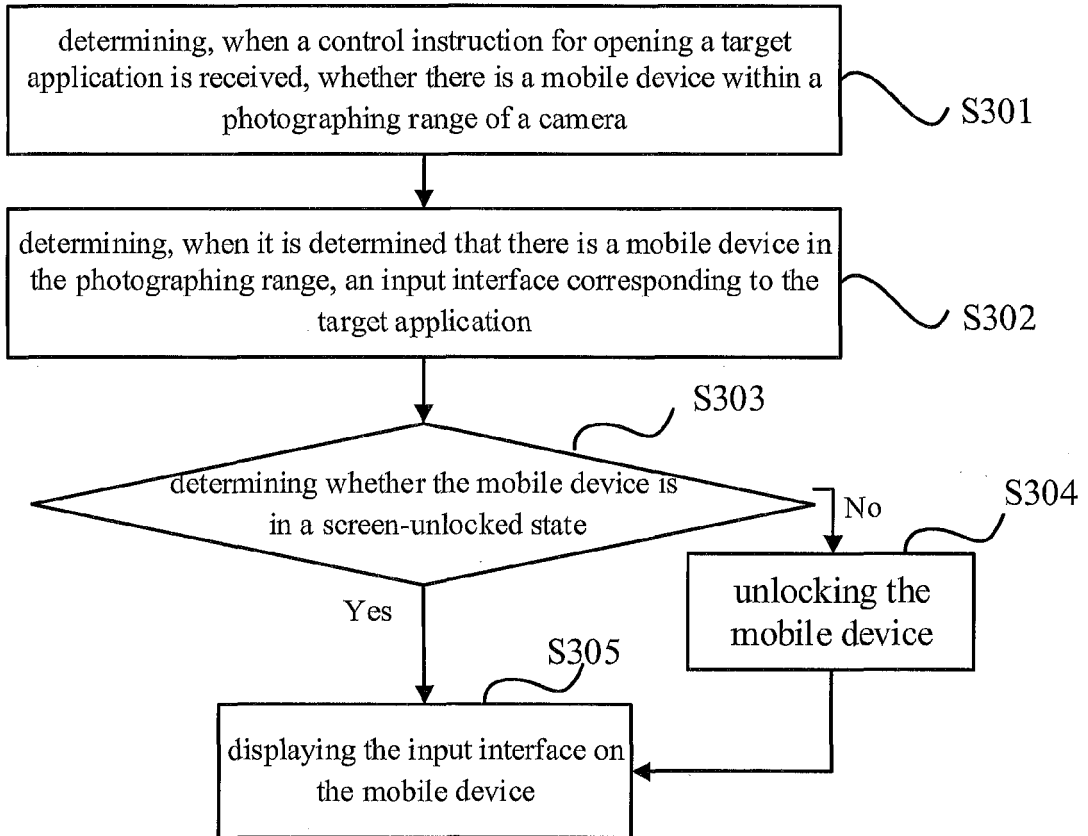 determining, when a control instruction for opening a target
application is received, whether there is a mobile device within a
photographing range of a camera
S301
determining, when it is determined that there is a mobile device in
the photographing range, an input interface corresponding to the
target application
S302
S303
determining whether the mobile device is
in a screen-unlocked state
No
S304
unlocking the
mobile device
Yes
S305
displaying the input interface on
the mobile device